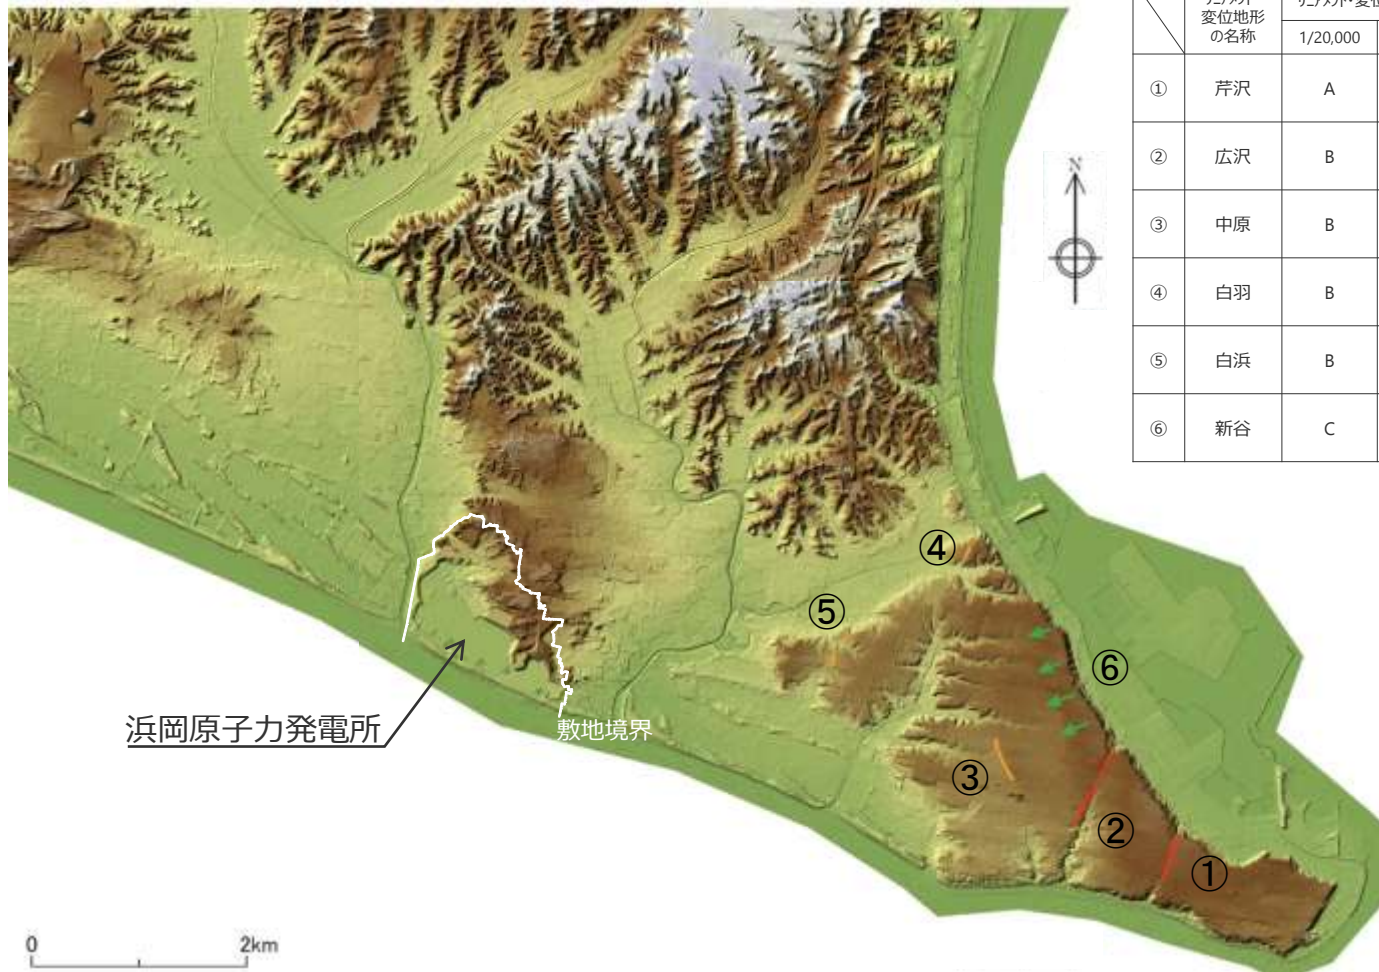 変位地形
の名称
1/20,000
① 芹沢 A
② 広沢 B
③ 中原 B
④ 白羽 B
⑤ 白浜 B
⑥ 新谷 C
N
④
⑤
⑥
浜岡原子力発電所
敷地境界
③
②
①
0 2km